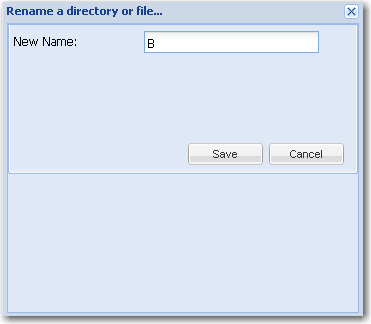 Rename a directory or file...
New Name:
B
Save
Cancel